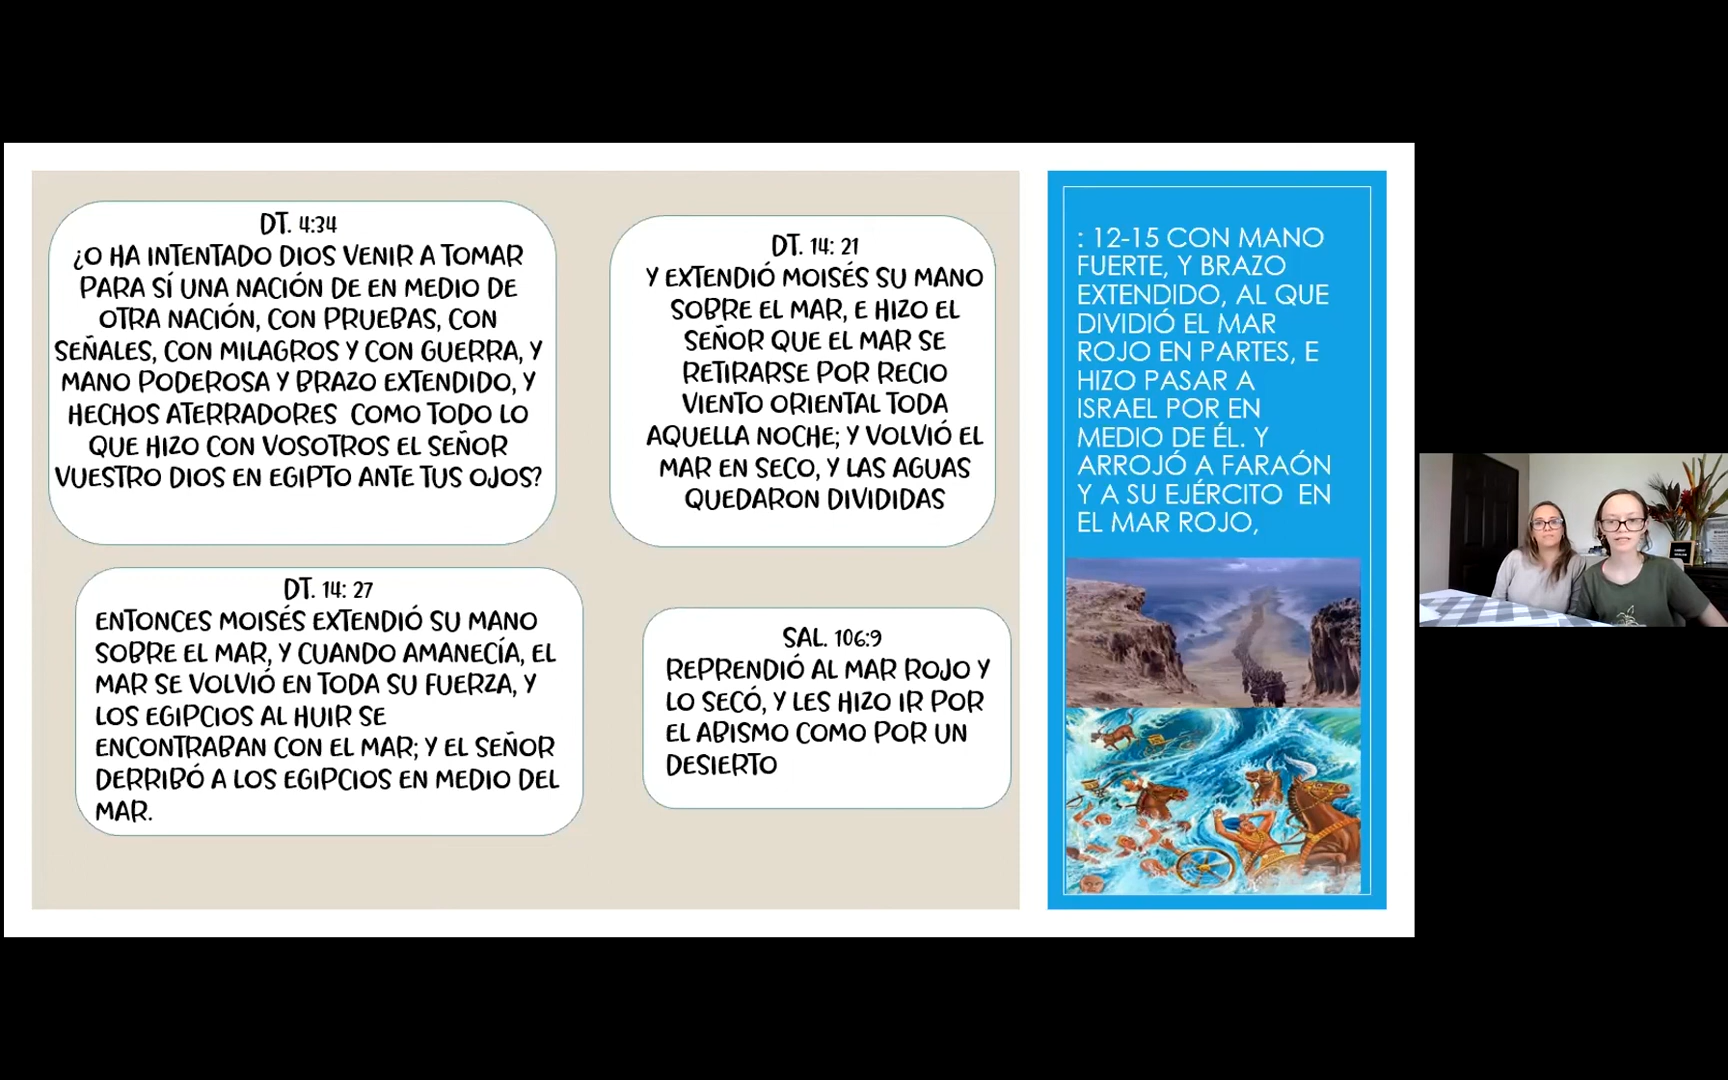 DT. 4:34
¿O HA INTENTADO DIOS VENIR A TOMAR
PARA SÍ UNA NACIÓN DE EN MEDIO DE
OTRA NACIÓN, CON PRUEBAS, CON
SEÑALES, CON MILAGROS Y CON GUERRA, Y
MANO PODEROSA Y BRAZO EXTENDIDO, Y
HECHOS ATERRADORES COMO TODO LO
QUE HIZO CON VOSOTROS EL SEÑOR
VUESTRO DIOS EN EGIPTO ANTE TUS OJOS?
DT. 14: 21
Y EXTENDIÓ MOISÉS SU MANO
SOBRE EL MAR, E HIZO EL
SEÑOR QUE EL MAR SE
RETIRARSE POR RECIO
VIENTO ORIENTAL TODA
AQUELLA NOCHE; Y VOLVIÓ EL
MAR EN SECO, Y LAS AGUAS
QUEDARON DIVIDIDAS
DT. 14: 27
ENTONCES MOISÉS EXTENDIÓ SU MANO
SOBRE EL MAR, Y CUANDO AMANECÍA, EL
MAR SE VOLVIÓ EN TODA SU FUERZA, Y
LOS EGIPCIOS AL HUIR SE
ENCONTRABAN CON EL MAR; Y EL SEÑOR
DERRIBÓ A LOS EGIPCIOS EN MEDIO DEL
MAR.
SAL. 106:9
REPRENDIÓ AL MAR ROJO Y
LO SECÓ, Y LES HIZO IR POR
EL ABISMO COMO POR UN
DESIERTO
: 12-15 CON MANO
FUERTE, Y BRAZO
EXTENDIDO, AL QUE
DIVIDIÓ EL MAR
ROJO EN PARTES, E
HIZO PASAR A
ISRAEL POR EN
MEDIO DE ÉL. Y
ARROJÓ A FARAÓN
Y A SU EJÉRCITO EN
EL MAR ROJO,